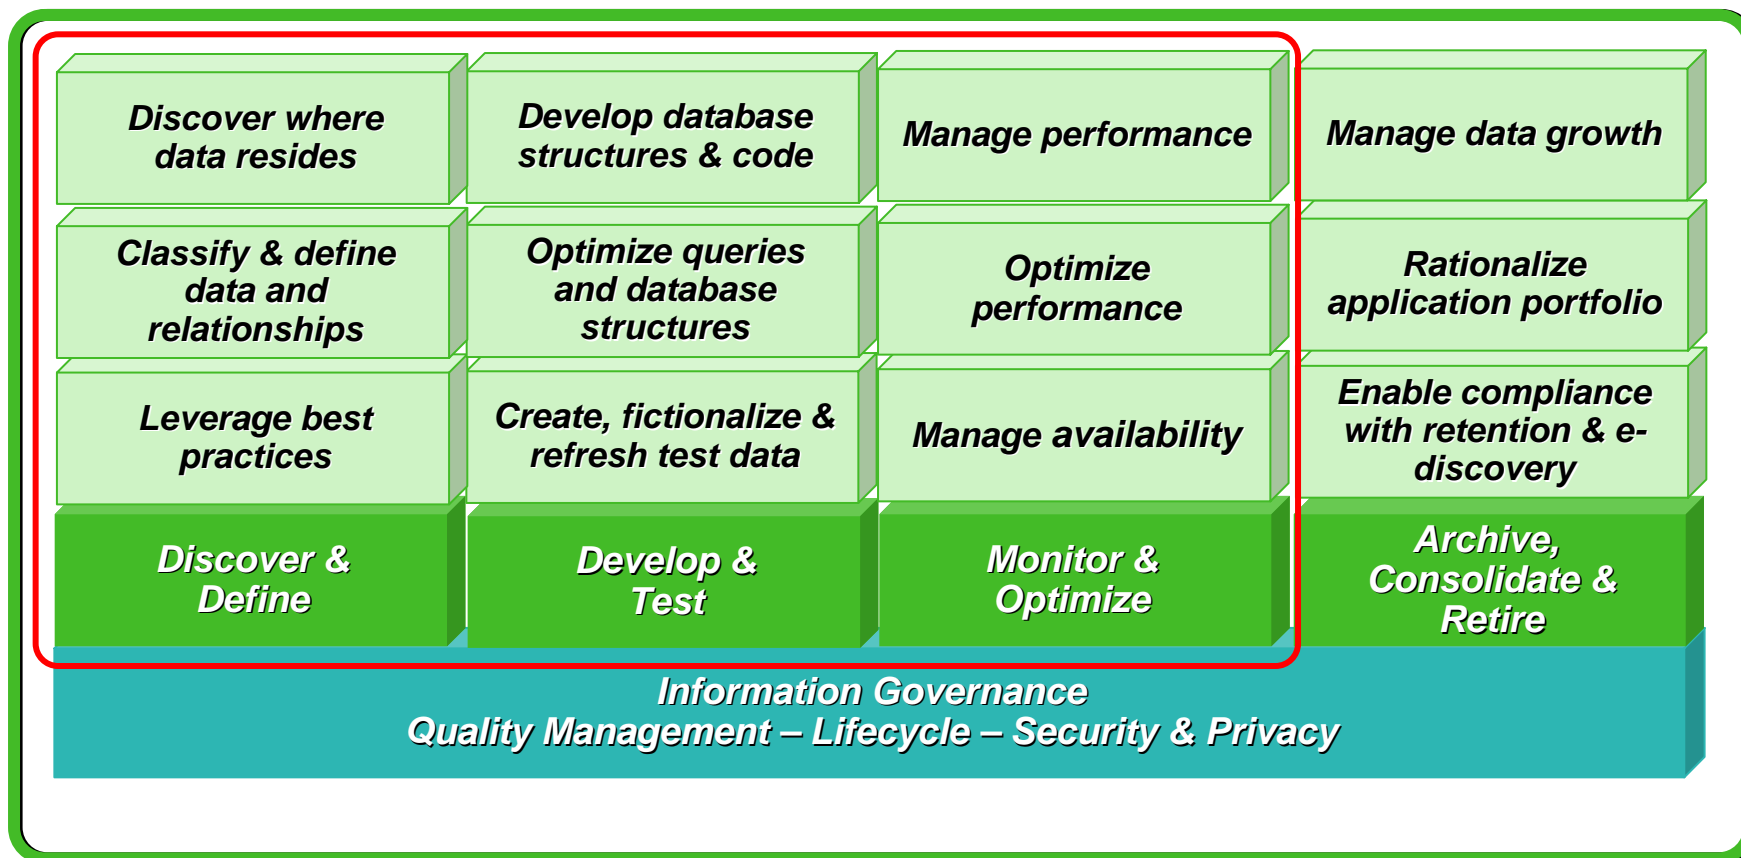 Discover where
data resides
Develop database
structures & code
Manage performance
Manage data growth
Classify & define
data and
relationships
Optimize queries
and database
structures
Optimize
performance
Rationalize
application portfolio
Leverage best
practices
Create, fictionalize &
refresh test data
Manage availability
Enable compliance
with retention & e-
discovery
Discover &
Define
Develop &
Test
Monitor &
Optimize
Archive,
Consolidate &
Retire
Information Governance
Quality Management – Lifecycle – Security & Privacy